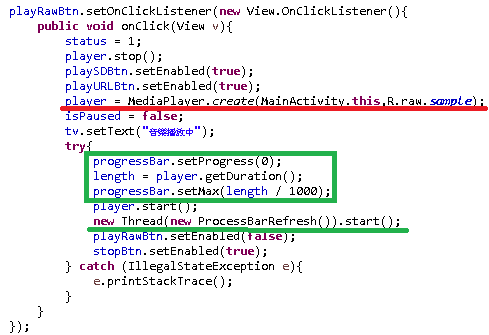 playRawBtn.setOnClickListener(new View.OnClickListener(){
public void onClick(View v){
status = 1;
player.stop();
playSDBtn.setEnabled(true);
playURLBtn.setEnabled(true);
player = MediaPlayer.create(MainActivity.this,R.raw.sample);
isPaused = false;
tv.setText("音樂播放中");
try{
progressBar.setProgress(0);
length = player.getDuration();
progressBar.setMax(length / 1000);
player.start();
new Thread(new ProcessBarRefresh()).start();
playRawBtn.setEnabled(false);
stopBtn.setEnabled(true);
} catch (IllegalStateException e){
e.printStackTrace();
}
}
});